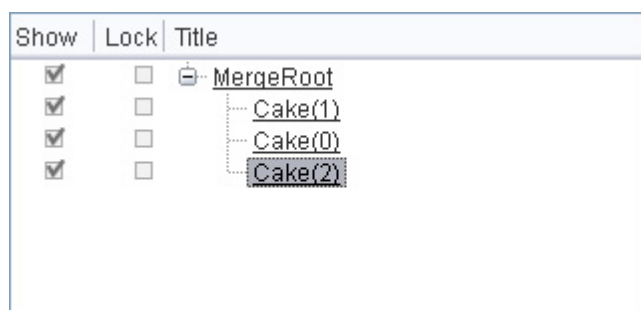 Show Lock Title
MergeRoot
Cake(1)
Cake(0)
Cake(2)